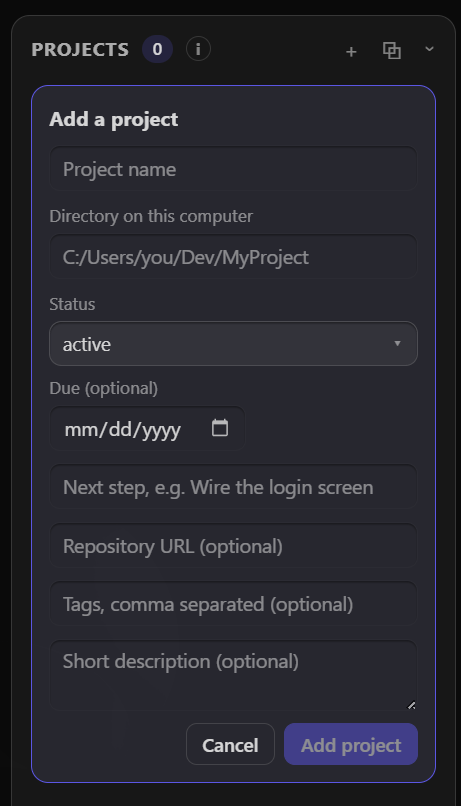 PROJECTS 0 i +
Add a project
Project name
Directory on this computer
C:/Users/you/Dev/MyProject
Status
active
Due (optional)
mm/dd/yyyy
Next step, e.g. Wire the login screen
Repository URL (optional)
Tags, comma separated (optional)
Short description (optional)
Cancel Add project